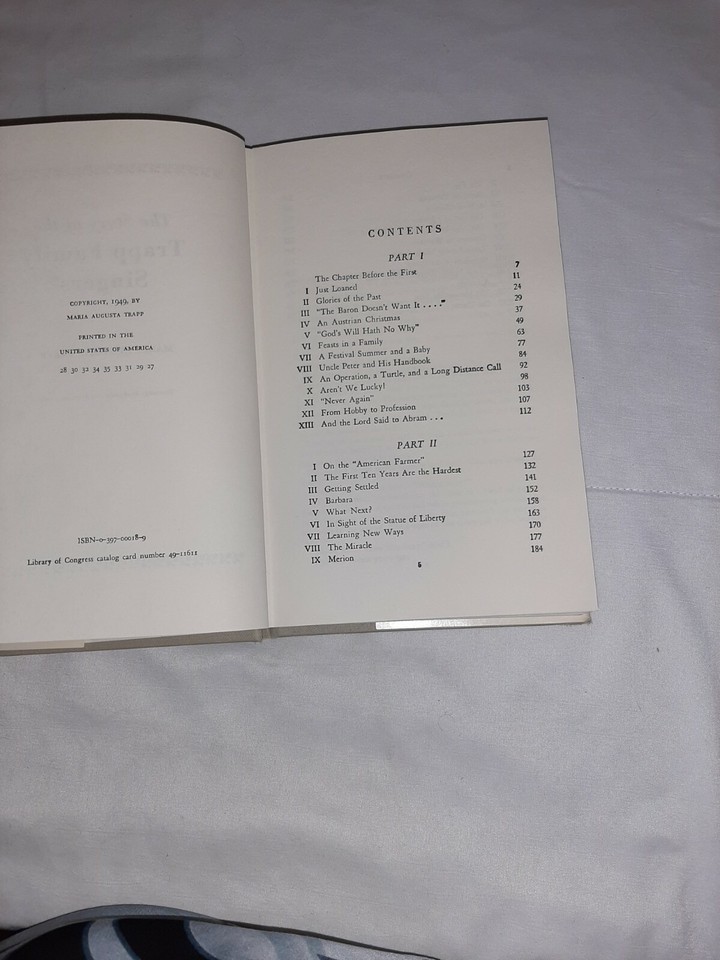 COPYRIGHT, 1949, BY
MARIA AUGUSTA TRAPP
PRINTED IN THE
UNITED STATES OF AMERICA
28 30 32 34 35 33 31 29 27
ISBN-0-397-00018-9
Library of Congress catalog card number 49-11611
CONTENTS
PART I
The Chapter Before the First 7
I Just Loaned 11
II Glories of the Past 24
III "The Baron Doesn't Want It . . . ." 29
IV An Austrian Christmas 37
V "God's Will Hath No Why" 49
VI Feasts in a Family 63
VII A Festival Summer and a Baby 77
VIII Uncle Peter and His Handbook 84
IX An Operation, a Turtle, and a Long Distance Call 92
X Aren't We Lucky! 98
XI "Never Again" 103
XII From Hobby to Profession 107
XIII And the Lord Said to Abram . . . 112
PART II
I On the "American Farmer" 127
II The First Ten Years Are the Hardest 132
III Getting Settled 141
IV Barbara 152
V What Next? 158
VI In Sight of the Statue of Liberty 163
VII Learning New Ways 170
VIII The Miracle 177
IX Merion 184